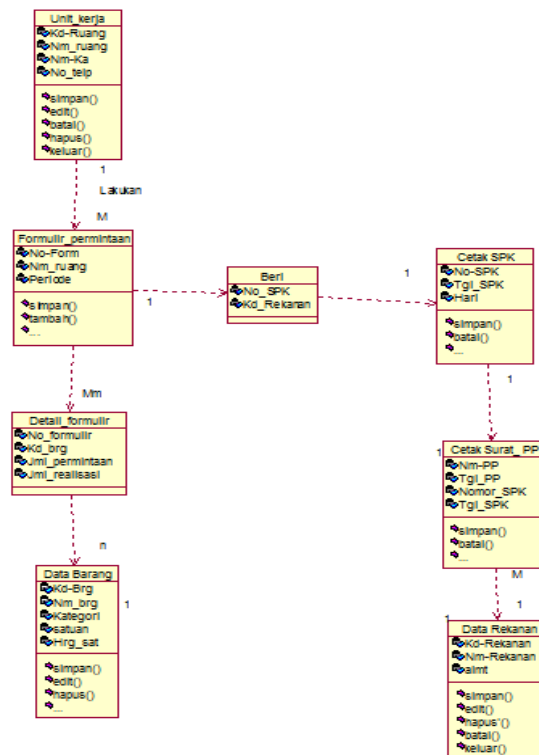 Unit_kerja
Kd-Ruang
Nm_ruang
Nm-Ka
No_telp
simpan()
edit()
batal()
hapus()
keluar()
1
Lakukan
M
Formulir_permintaan
No-Form
Nm_ruang
Periode
simpan()
tambah()
...
1
Beri
No_SPK
Kd_Rekanan
1
Cetak SPK
No-SPK
Tgl_SPK
Hari
simpan()
batal()
...
Mm
Detail_formulir
No_formulir
Kd_brg
Jml_permintaan
Jml_realisasi
1
1
Cetak Surat_PP
Nm-PP
Tgl_PP
Nomor_SPK
Tgl_SPK
simpan()
batal()
...
n
Data Barang
Kd-Brg
Nm_brg
Kategori
satuan
Hrg_sat
1
simpan()
edit()
hapus()
...
M
1
1
Data Rekanan
Kd-Rekanan
Nm-Rekanan
almt
simpan()
edit()
hapus'()
batal()
keluar()